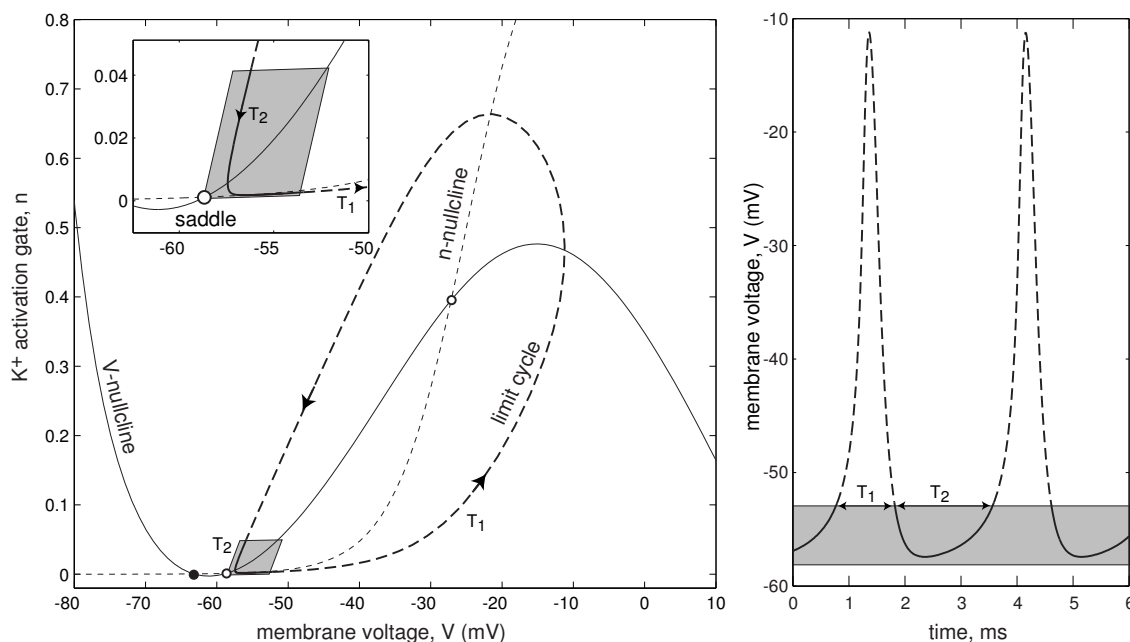 0.8
0.7
0.6
0.5
0.4
0.3
0.2
0.1
0
K+ activation gate, n
-80
-70
-60
-50
-40
-30
-20
-10
0
10
membrane voltage, V (mV)
0.04
0.02
0
-60
-55
-50
T2
T1
saddle
V-nullcline
n-nullcline
limit cycle
T2
T1
-10
-20
-30
-40
-50
-60
membrane voltage, V (mV)
T1
T2
0
1
2
3
4
5
6
time, ms